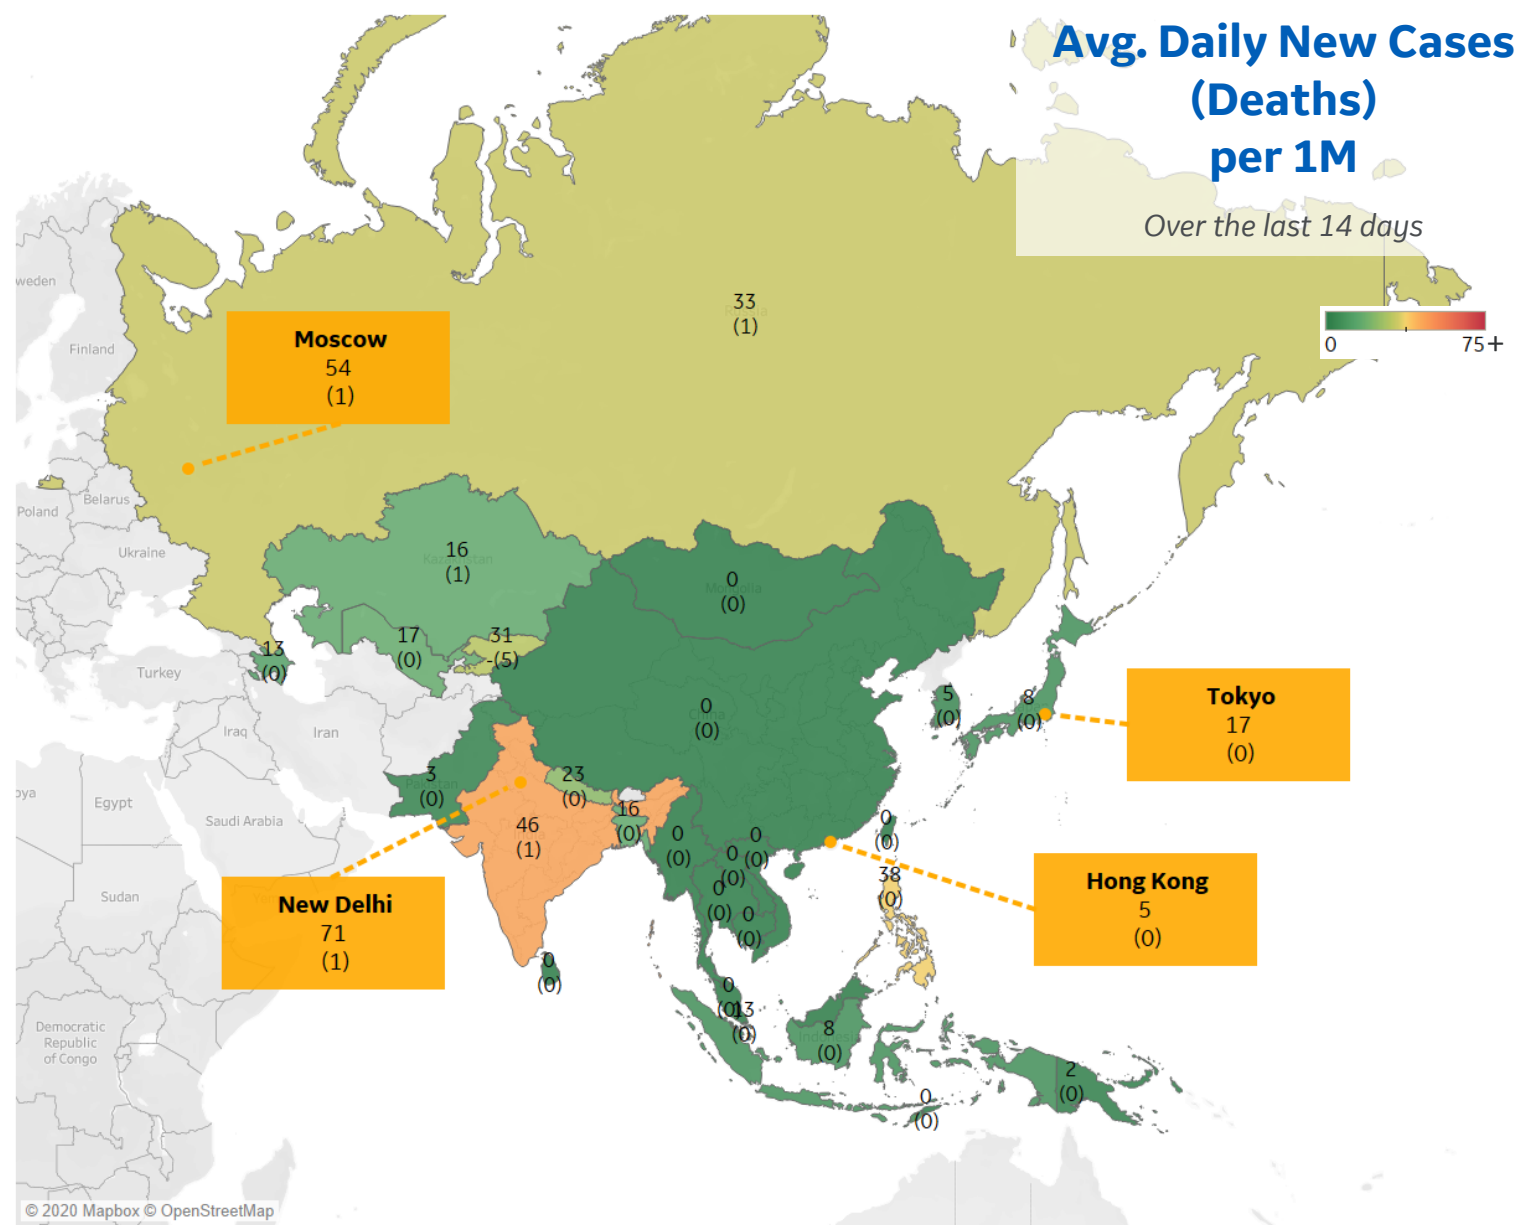 Avg. Daily New Cases
(Deaths)
per 1M
Over the last 14 days
0 75+
33
(1)
Moscow
54
(1)
weden
Finland
Belarus
Poland
Ukraine
16
(1)
0
(0)
17
(0)
31
-(5)
13
(0)
Turkey
Iraq
Iran
0
China
(0)
5
(0)
8
(0)
Tokyo
17
(0)
3
(0)
23
(0)
16
(0)
46
(1)
oya
Egypt
Saudi Arabia
Sudan
New Delhi
71
(1)
0
(0)
0
(0)
0
(0)
0
(0)
0
(0)
0
(0)
38
(0)
Hong Kong
5
(0)
0
(0)
0
(0)
13
(0)
8
Indonesia
(0)
2
(0)
0
(0)
Democratic
Republic
of Congo
© 2020 Mapbox © OpenStreetMap